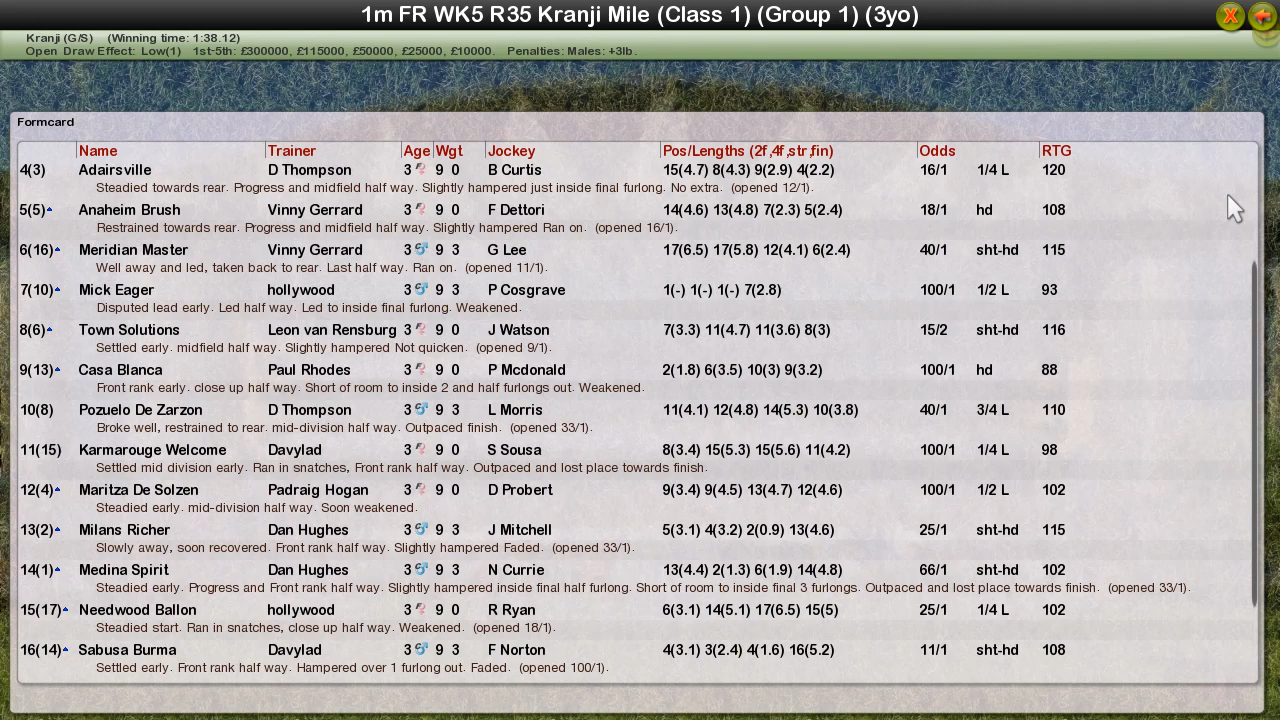 1m FR WK5 R35 Kranji Mile (Class 1) (Group 1) (3yo)
Kranji (G/S) (Winning time: 1:38.12)
Open Draw Effect: Low(1) 1st-5th: £300000, £115000, £50000, £25000, £10000. Penalties: Males: +3lb.
Formcard
Name Trainer Age Wgt Jockey Pos/Lengths (2f,4f,str,fin) Odds RTG
4(3) Adairsville D Thompson 3 9 0 B Curtis 15(4.7) 8(4.3) 9(2.9) 4(2.2) 16/1 1/4 L 120
Steadied towards rear. Progress and midfield half way. Slightly hampered just inside final furlong. No extra. (opened 12/1).
5(5) Anaheim Brush Vinny Gerrard 3 9 0 F Dettori 14(4.6) 13(4.8) 7(2.3) 5(2.4) 18/1 hd 108
Restrained towards rear. Progress and midfield half way. Slightly hampered Ran on. (opened 16/1).
6(16) Meridian Master Vinny Gerrard 3 9 3 G Lee 17(6.5) 17(5.8) 12(4.1) 6(2.4) 40/1 sht-hd 115
Well away and led, taken back to rear. Last half way. Ran on. (opened 11/1).
7(10) Mick Eager hollywood 3 9 3 P Cosgrave 1(-) 1(-) 1(-) 7(2.8) 100/1 1/2 L 93
Disputed lead early. Led half way. Led to inside final furlong. Weakened.
8(6) Town Solutions Leon van Rensburg 3 9 0 J Watson 7(3.3) 11(4.7) 11(3.6) 8(3) 15/2 sht-hd 116
Settled early. midfield half way. Slightly hampered Not quicken. (opened 9/1).
9(13) Casa Blanca Paul Rhodes 3 9 0 P Mcdonald 2(1.8) 6(3.5) 10(3) 9(3.2) 100/1 hd 88
Front rank early. close up half way. Short of room to inside 2 and half furlongs out. Weakened.
10(8) Pozuelo De Zarzon D Thompson 3 9 3 L Morris 11(4.1) 12(4.8) 14(5.3) 10(3.8) 40/1 3/4 L 110
Broke well, restrained to rear. mid-division half way. Outpaced finish. (opened 33/1).
11(15) Karmarouge Welcome Davylad 3 9 0 S Sousa 8(3.4) 15(5.3) 15(5.6) 11(4.2) 100/1 1/4 L 98
Settled mid division early. Ran in snatches, Front rank half way. Outpaced and lost place towards finish.
12(4) Maritza De Solzen Padraig Hogan 3 9 0 D Probert 9(3.4) 9(4.5) 13(4.7) 12(4.6) 100/1 1/2 L 102
Steadied early. mid-division half way. Soon weakened.
13(2) Milans Richer Dan Hughes 3 9 3 J Mitchell 5(3.1) 4(3.2) 2(0.9) 13(4.6) 25/1 sht-hd 115
Slowly away, soon recovered. Front rank half way. Slightly hampered Faded. (opened 33/1).
14(1) Medina Spirit Dan Hughes 3 9 3 N Currie 13(4.4) 2(1.3) 6(1.9) 14(4.8) 66/1 sht-hd 102
Steadied early. Progress and Front rank half way. Slightly hampered inside final half furlong. Short of room to inside final 3 furlongs. Outpaced and lost place towards finish. (opened 33/1).
15(17) Needwood Ballon hollywood 3 9 0 R Ryan 6(3.1) 14(5.1) 17(6.5) 15(5) 25/1 1/4 L 102
Steadied start. Ran in snatches, close up half way. Weakened. (opened 18/1).
16(14) Sabusa Burma Davylad 3 9 3 F Norton 4(3.1) 3(2.4) 4(1.6) 16(5.2) 11/1 sht-hd 108
Settled early. Front rank half way. Hampered over 1 furlong out. Faded. (opened 100/1).